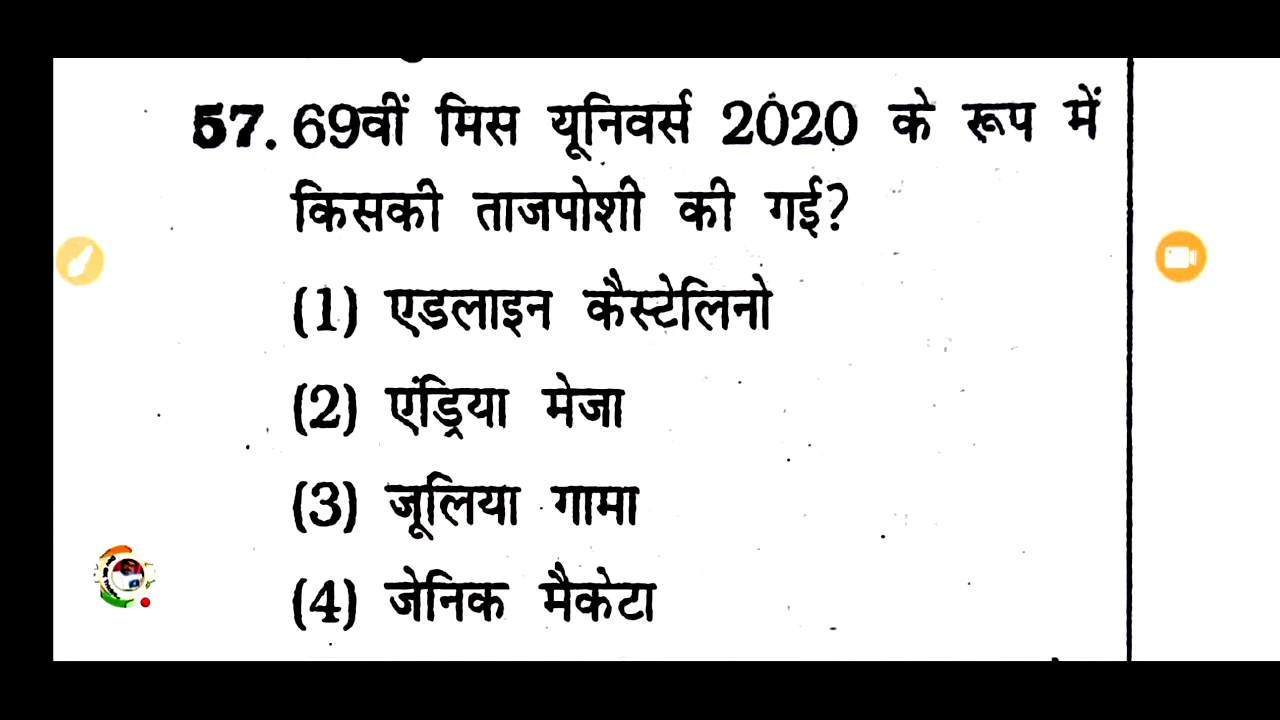 57. 69वीं मिस यूनिवर्स 2020 के रूप में
किसकी ताजपोशी की गई?
(1) एडलाइन कैस्टेलिनो
(2) एंड्रिया मेजा
(3) जूलिया गामा
(4) जेनिक मैकेटा